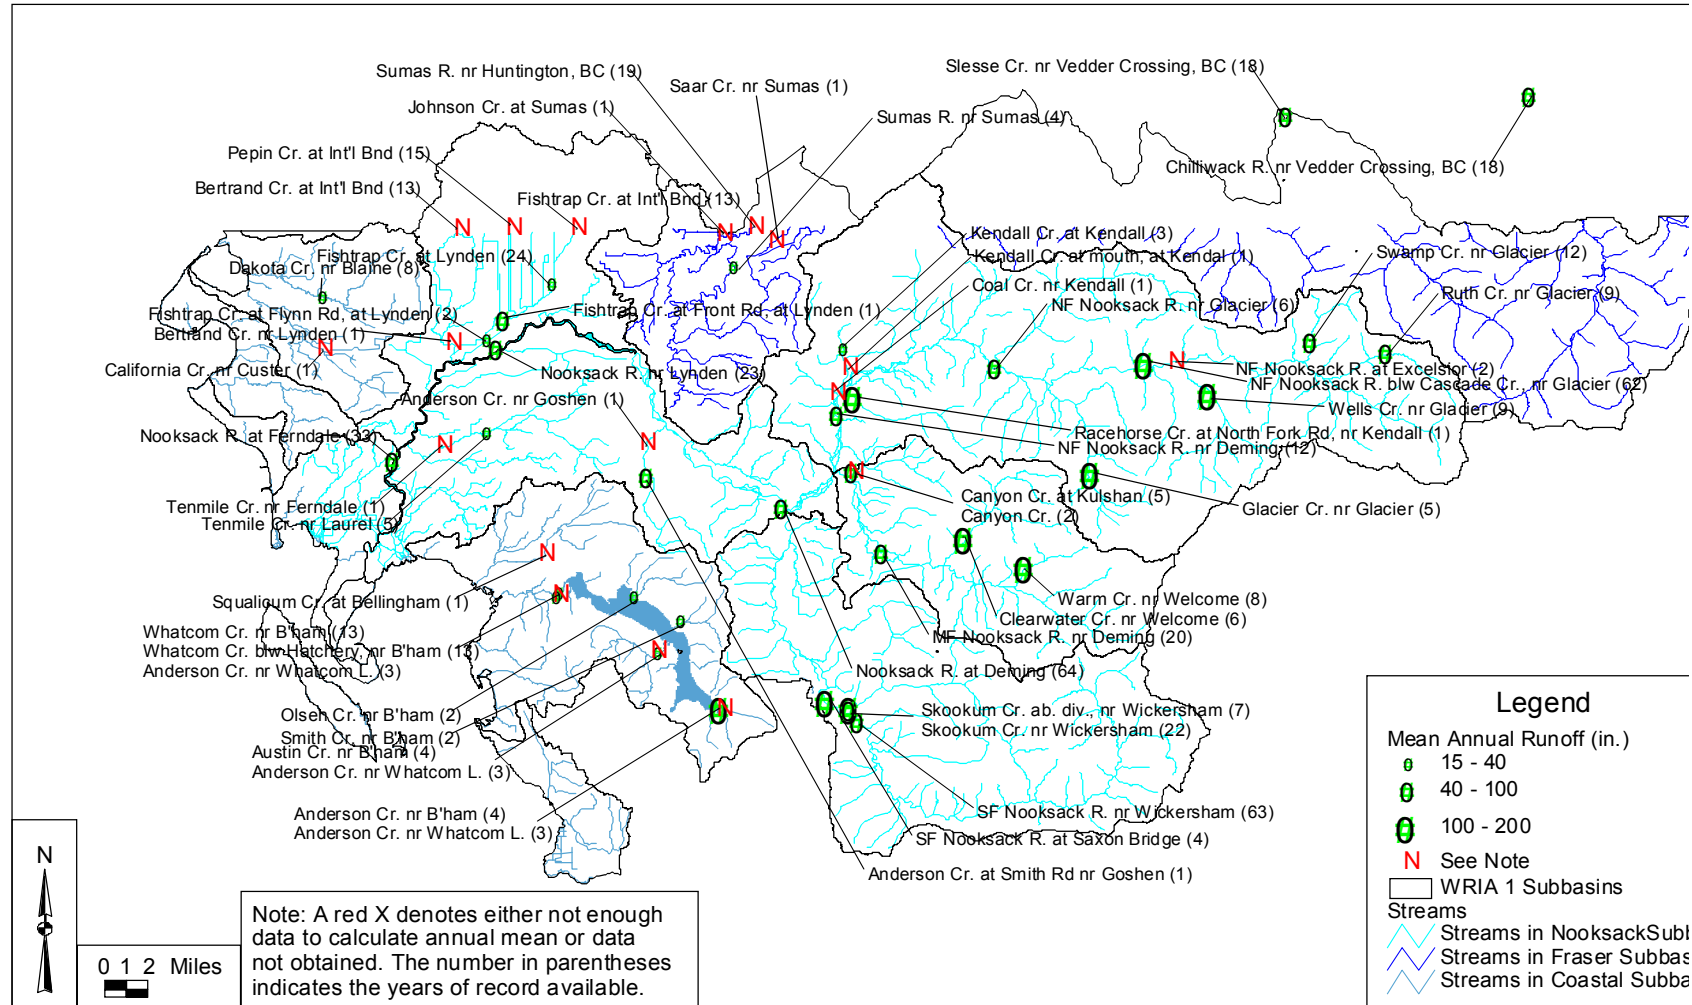 Sumas R. nr Huntington, BC (19)
Slesse Cr. nr Vedder Crossing, BC (18)
Saar Cr. nr Sumas (1)
Johnson Cr. at Sumas (1)
Sumas R. nr Sumas (4)
Pepin Cr. at Int'l Bnd (15)
Chilliwack R. nr Vedder Crossing, BC (18)
Bertrand Cr. at Int'l Bnd (13)
Fishtrap Cr. at Int'l Bnd (13)
Kendall Cr. at Kendall (3)
Fishtrap Cr. at Lynden (24)
Kendall Cr. at mouth, at Kendal (1)
Swamp Cr. nr Glacier (12)
Dakota Cr. nr Blaine (8)
Coal Cr. nr Kendall (1)
Ruth Cr. nr Glacier (9)
NF Nooksack R. nr Glacier (6)
Fishtrap Cr. at Flynn Rd, at Lynden (2)
Fishtrap Cr. at Front Rd, at Lynden (1)
Bertrand Cr. nr Lynden (1)
California Cr. nr Custer (1)
Nooksack R. nr Lynden (23)
NF Nooksack R. at Excelsior (2)
NF Nooksack R. blw Cascade Cr., nr Glacier (62)
Anderson Cr. nr Goshen (1)
Wells Cr. nr Glacier (9)
Nooksack R. at Ferndale (33)
Racehorse Cr. at North Fork Rd, nr Kendall (1)
NF Nooksack R. nr Deming (12)
Tenmile Cr. nr Ferndale (1)
Canyon Cr. at Kulshan (5)
Glacier Cr. nr Glacier (5)
Tenmile Cr. nr Laurel (5)
Canyon Cr. (2)
Squalicum Cr. at Bellingham (1)
Warm Cr. nr Welcome (8)
Clearwater Cr. nr Welcome (6)
Whatcom Cr. nr B'ham (13)
MF Nooksack R. nr Deming (20)
Whatcom Cr. blw Hatchery, nr B'ham (13)
Anderson Cr. nr Whatcom L. (3)
Nooksack R. at Deming (64)
Olsen Cr. nr B'ham (2)
Skookum Cr. ab. div., nr Wickersham (7)
Smith Cr. nr B'ham (2)
Skookum Cr. nr Wickersham (22)
Austin Cr. nr B'ham (4)
Anderson Cr. nr Whatcom L. (3)
Anderson Cr. nr B'ham (4)
SF Nooksack R. nr Wickersham (63)
Anderson Cr. nr Whatcom L. (3)
SF Nooksack R. at Saxon Bridge (4)
Anderson Cr. at Smith Rd nr Goshen (1)
N
0 1 2 Miles
Note: A red X denotes either not enough
data to calculate annual mean or data
not obtained. The number in parentheses
indicates the years of record available.
Legend
Mean Annual Runoff (in.)
0 15 - 40
0 40 - 100
0 100 - 200
N See Note
WRIA 1 Subbasins
Streams
Streams in NooksackSubb
Streams in Fraser Subbas
Streams in Coastal Subba